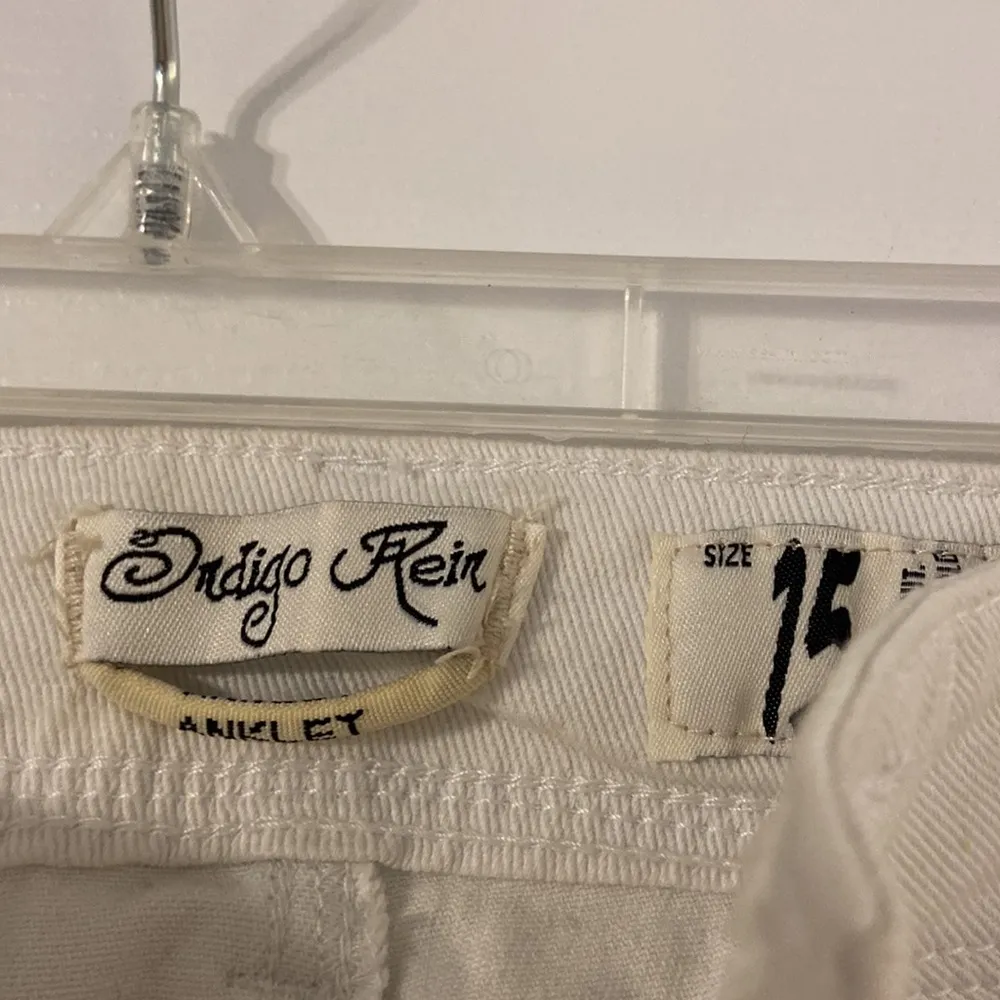 Indigo Rein
ANKLET
SIZE 15